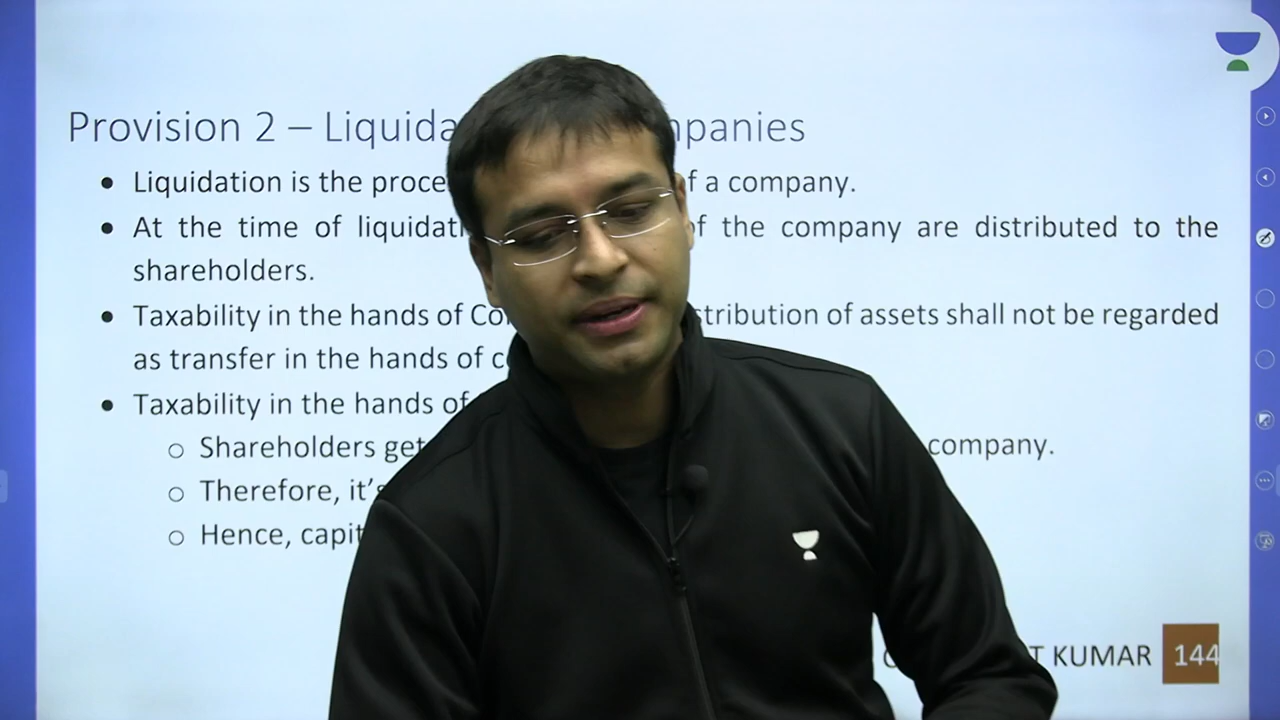 Provision 2 – Liquida mpanies
• Liquidation is the proce f a company.
• At the time of liquidati f the company are distributed to the
shareholders.
• Taxability in the hands of Co stribution of assets shall not be regarded
as transfer in the hands of c
• Taxability in the hands of
o Shareholders get company.
o Therefore, it's
o Hence, capit
T KUMAR 144